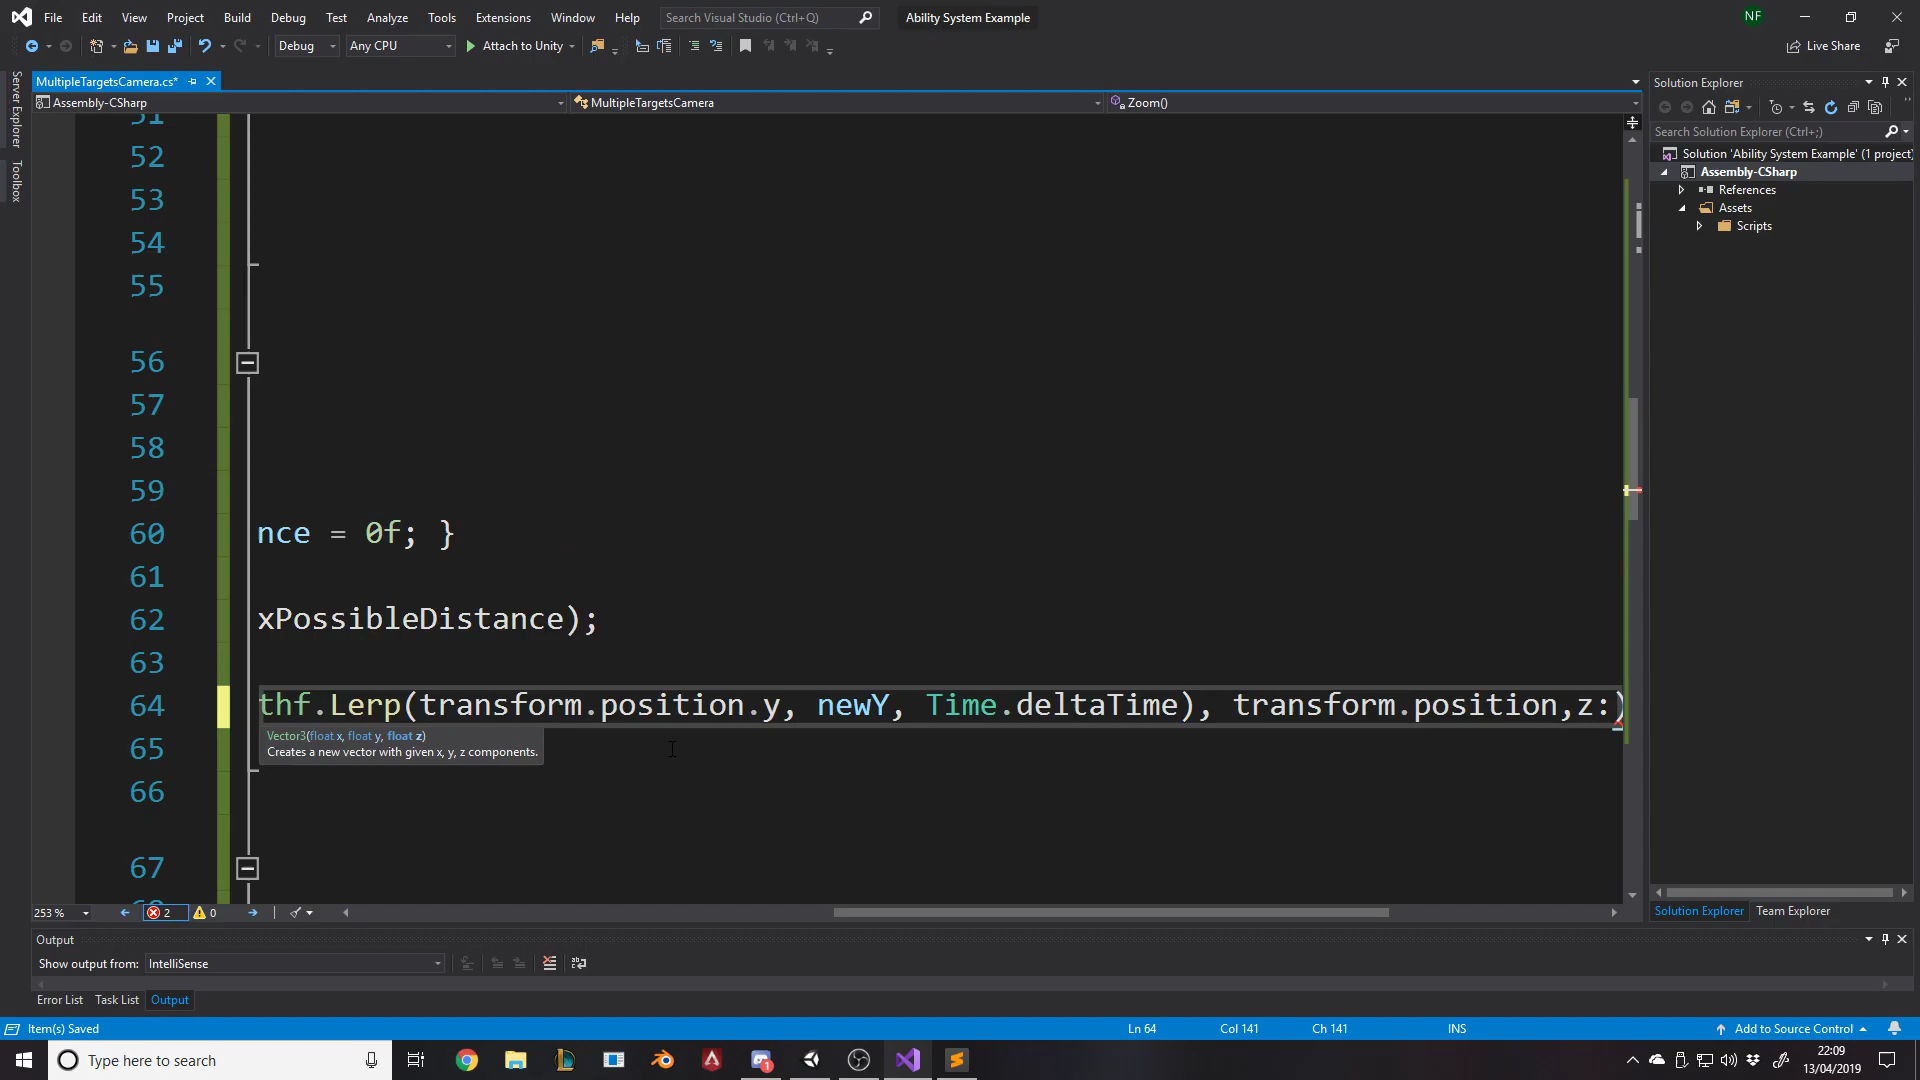 File Edit View Project Build Debug Test Analyze Tools Extensions Window Help Search Visual Studio (Ctrl+Q) Ability System Example NF
Debug Any CPU Attach to Unity Live Share
MultipleTargetsCamera.cs*
Assembly-CSharp MultipleTargetsCamera Zoom()
Server Explorer
Toolbox
51
52
53
54
55
56
57
58
59
60 nce = 0f; }
61
62 xPossibleDistance);
63
64 thf.Lerp(transform.position.y, newY, Time.deltaTime), transform.position,z:)
65 Vector3(float x, float y, float z)
Creates a new vector with given x, y, z components.
66
67
68
253 % 2 0
Solution Explorer
Search Solution Explorer (Ctrl+;)
Solution 'Ability System Example' (1 project)
Assembly-CSharp
References
Assets
Scripts
Solution Explorer Team Explorer
Output
Show output from: IntelliSense
Error List Task List Output
Item(s) Saved Ln 64 Col 141 Ch 141 INS Add to Source Control
Type here to search 1 22:09
13/04/2019